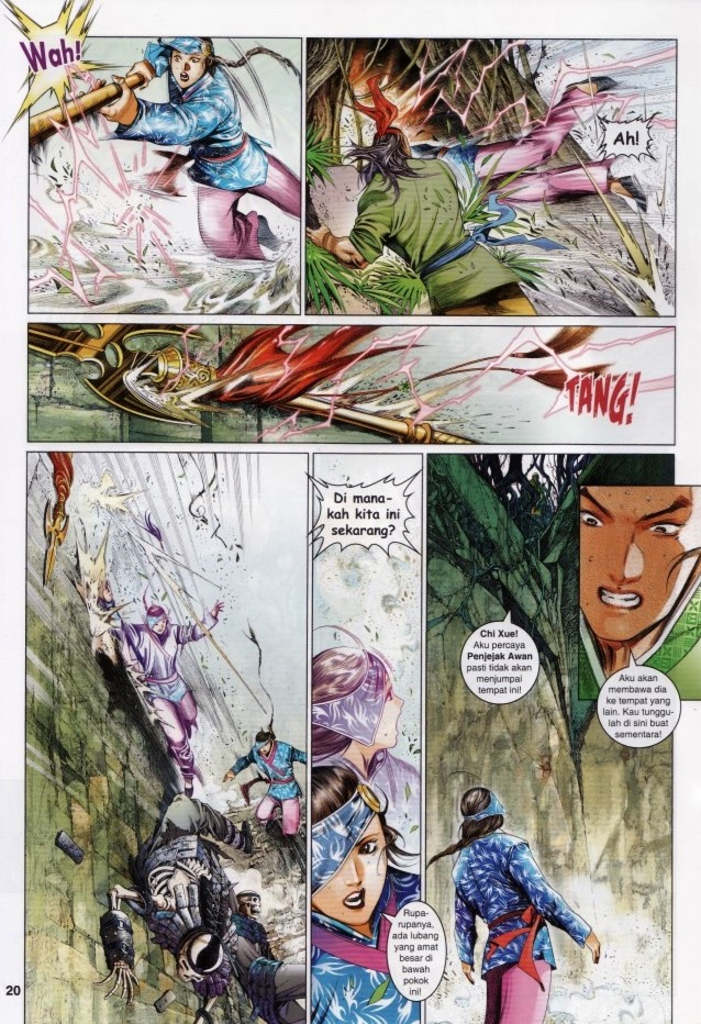 Wah!
Ah!
TANG!
Di mana-
kah kita ini
sekarang?
Rupa-
rupanya,
ada lubang
yang amat
besar di
bawah
pokok
ini!
Chi Xue!
Aku percaya
Penjejak Awan
pasti tidak akan
menjumpai
tempat ini!
Aku akan
membawa dia
ke tempat yang
lain. Kau tunggu-
lah di sini buat
sementara!
20